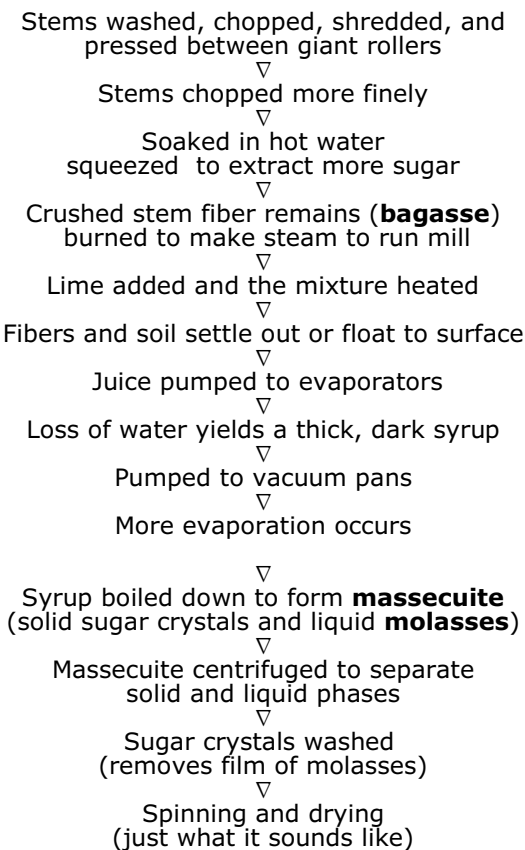 Stems washed, chopped, shredded, and
pressed between giant rollers
∇
Stems chopped more finely
∇
Soaked in hot water
squeezed  to extract more sugar
∇
Crushed stem fiber remains (bagasse)
burned to make steam to run mill
∇
Lime added and the mixture heated
∇
Fibers and soil settle out or float to surface
∇
Juice pumped to evaporators
∇
Loss of water yields a thick, dark syrup
∇
Pumped to vacuum pans
∇
More evaporation occurs
∇
Syrup boiled down to form massecuite
(solid sugar crystals and liquid molasses)
∇
Massecuite centrifuged to separate
solid and liquid phases
∇
Sugar crystals washed
(removes film of molasses)
∇
Spinning and drying
(just what it sounds like)